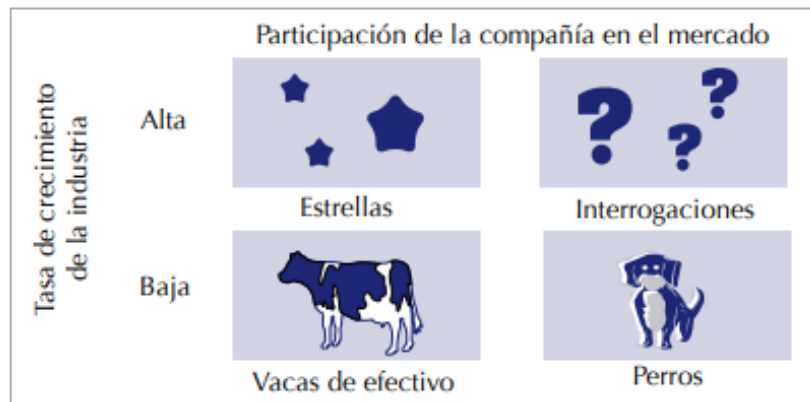 Participación de la compañía en el mercado
Tasa de crecimiento
de la industria
Alta
Estrellas
Interrogaciones
Baja
Vacas de efectivo
Perros